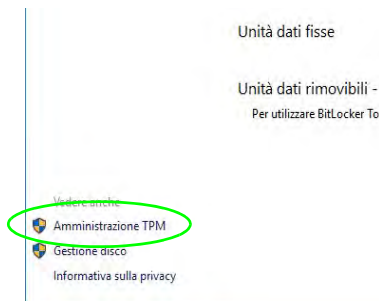 Unità dati fisse
Unità dati rimovibili -
Per utilizzare BitLocker To
Vedere anche
Amministrazione TPM
Gestione disco
Informativa sulla privacy